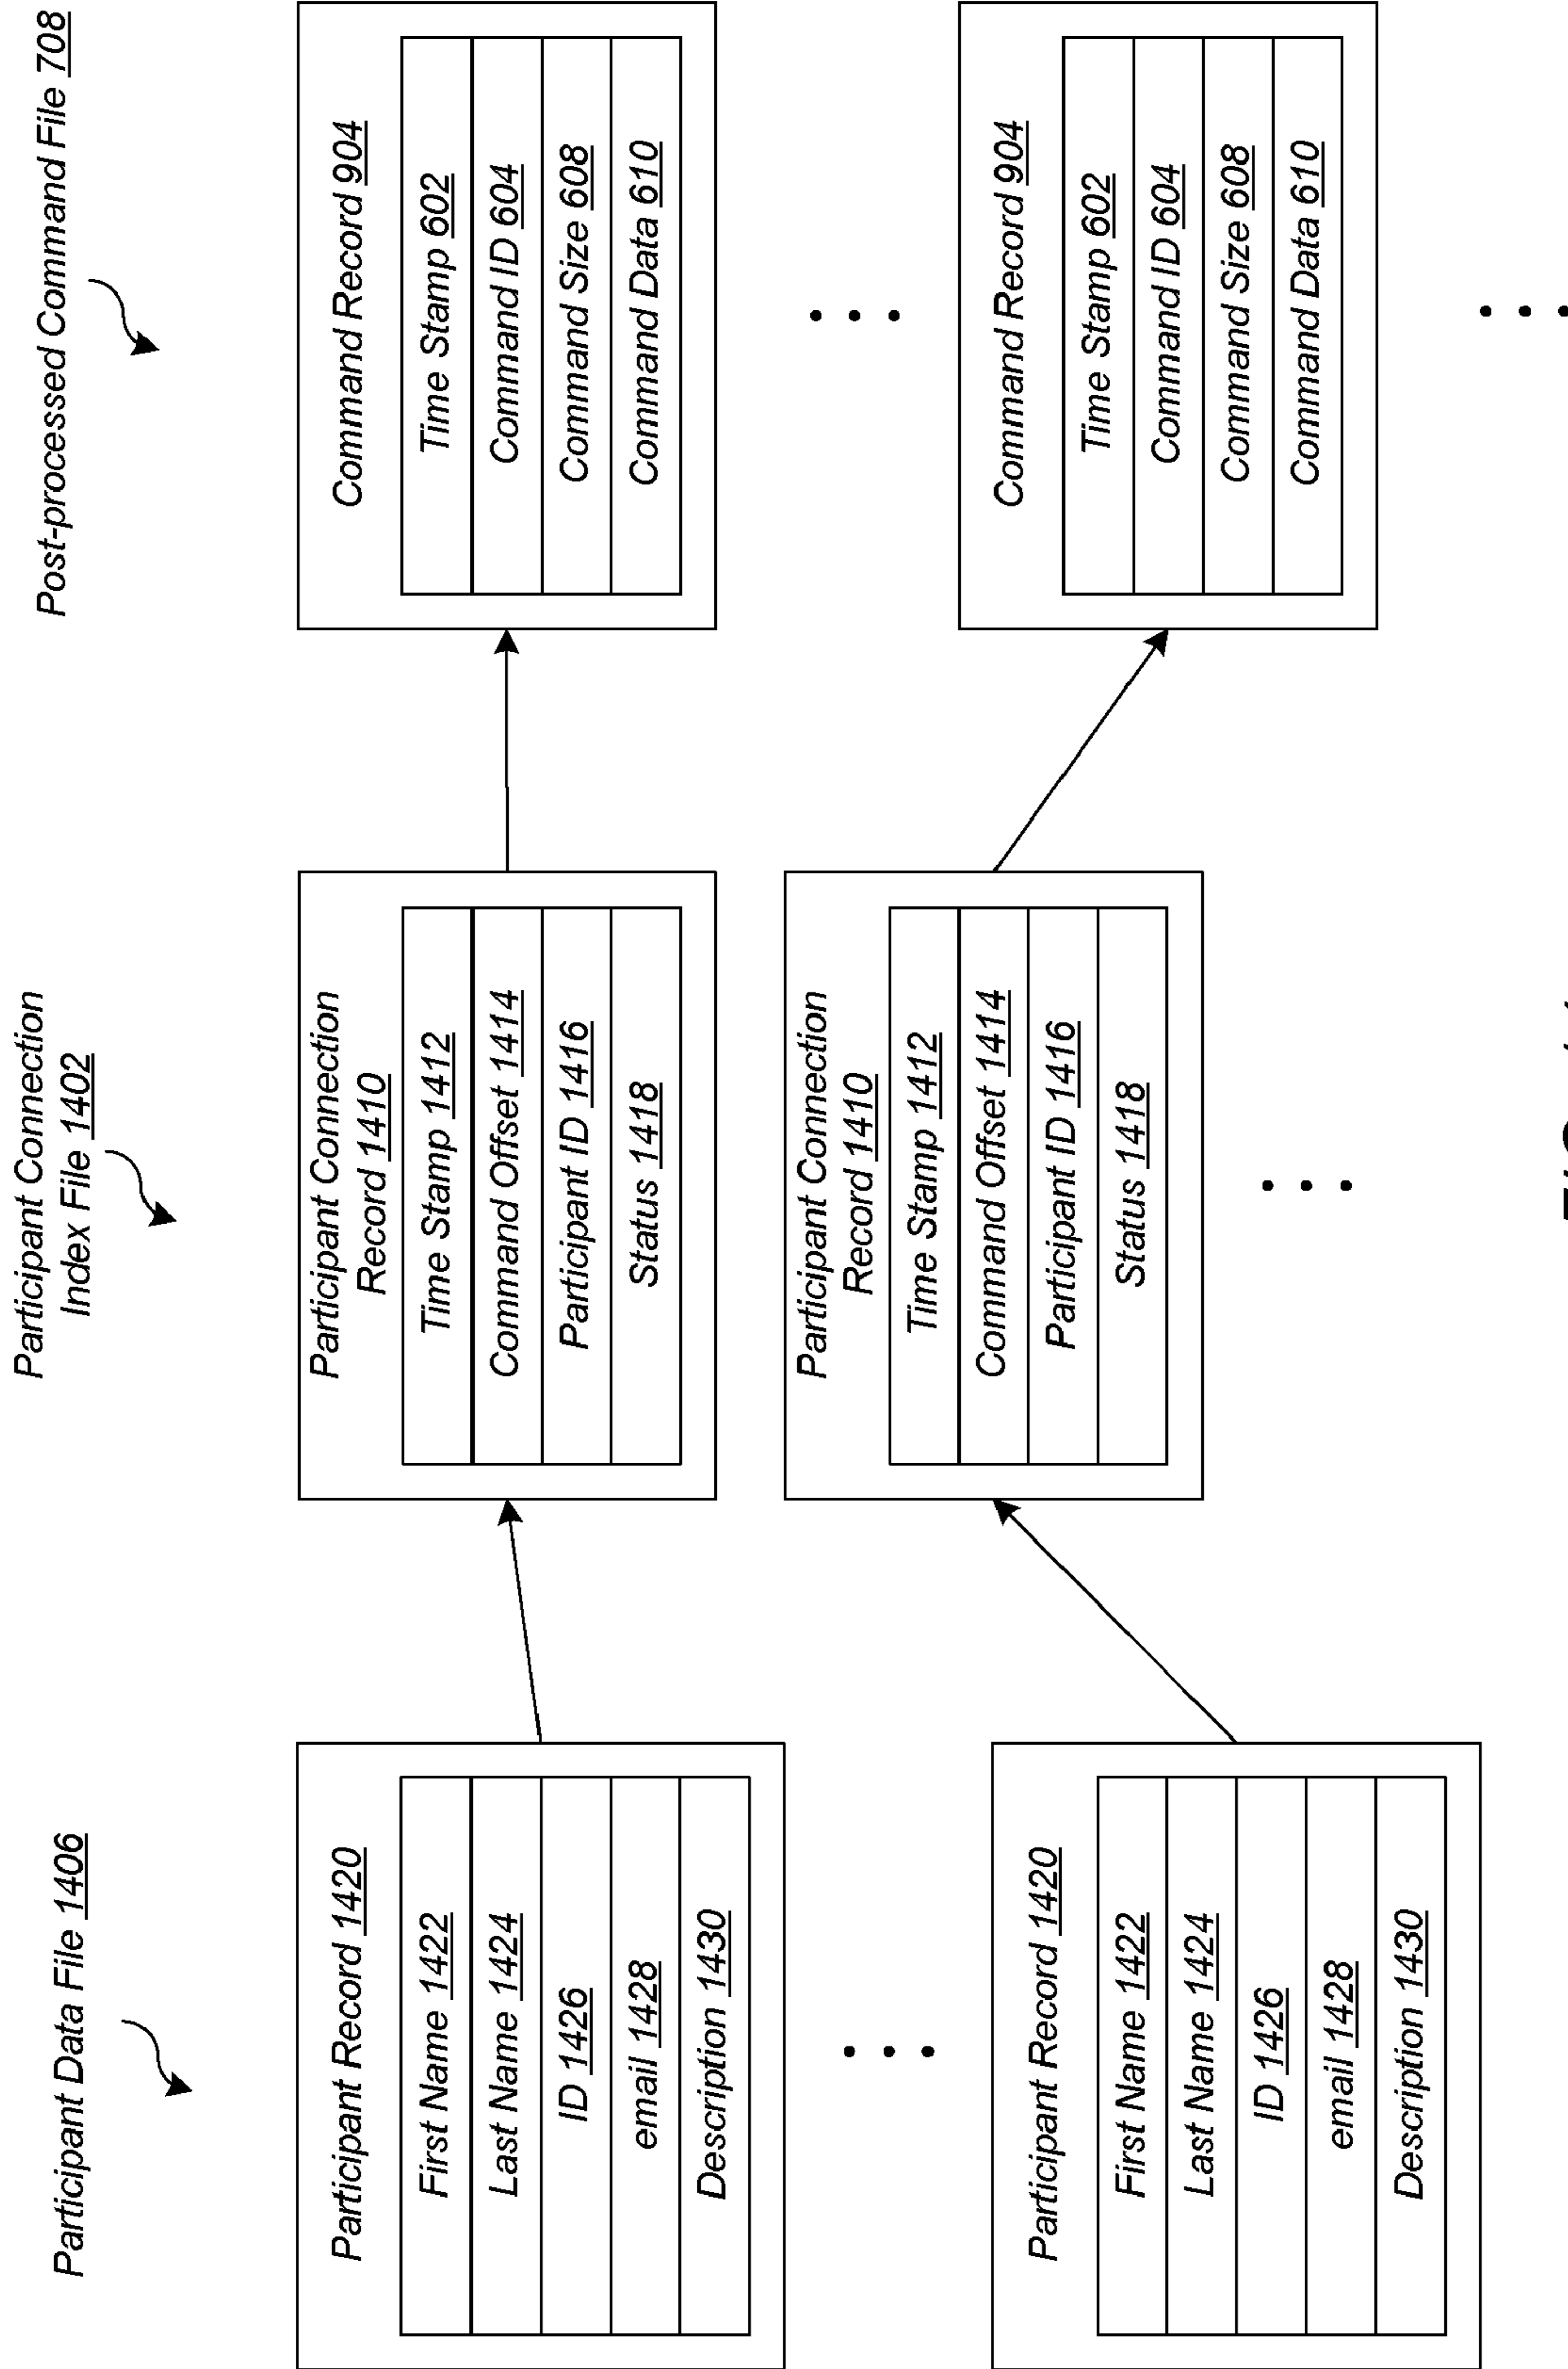 Participant Data File 1406
Participant Record 1420
First Name 1422
Last Name 1424
ID 1426
email 1428
Description 1430
Participant Record 1420
First Name 1422
Last Name 1424
ID 1426
email 1428
Description 1430
Participant Connection
Index File 1402
Participant Connection
Record 1410
Time Stamp 1412
Command Offset 1414
Participant ID 1416
Status 1418
Participant Connection
Record 1410
Time Stamp 1412
Command Offset 1414
Participant ID 1416
Status 1418
Post-processed Command File 708
Command Record 904
Time Stamp 602
Command ID 604
Command Size 608
Command Data 610
Command Record 904
Time Stamp 602
Command ID 604
Command Size 608
Command Data 610